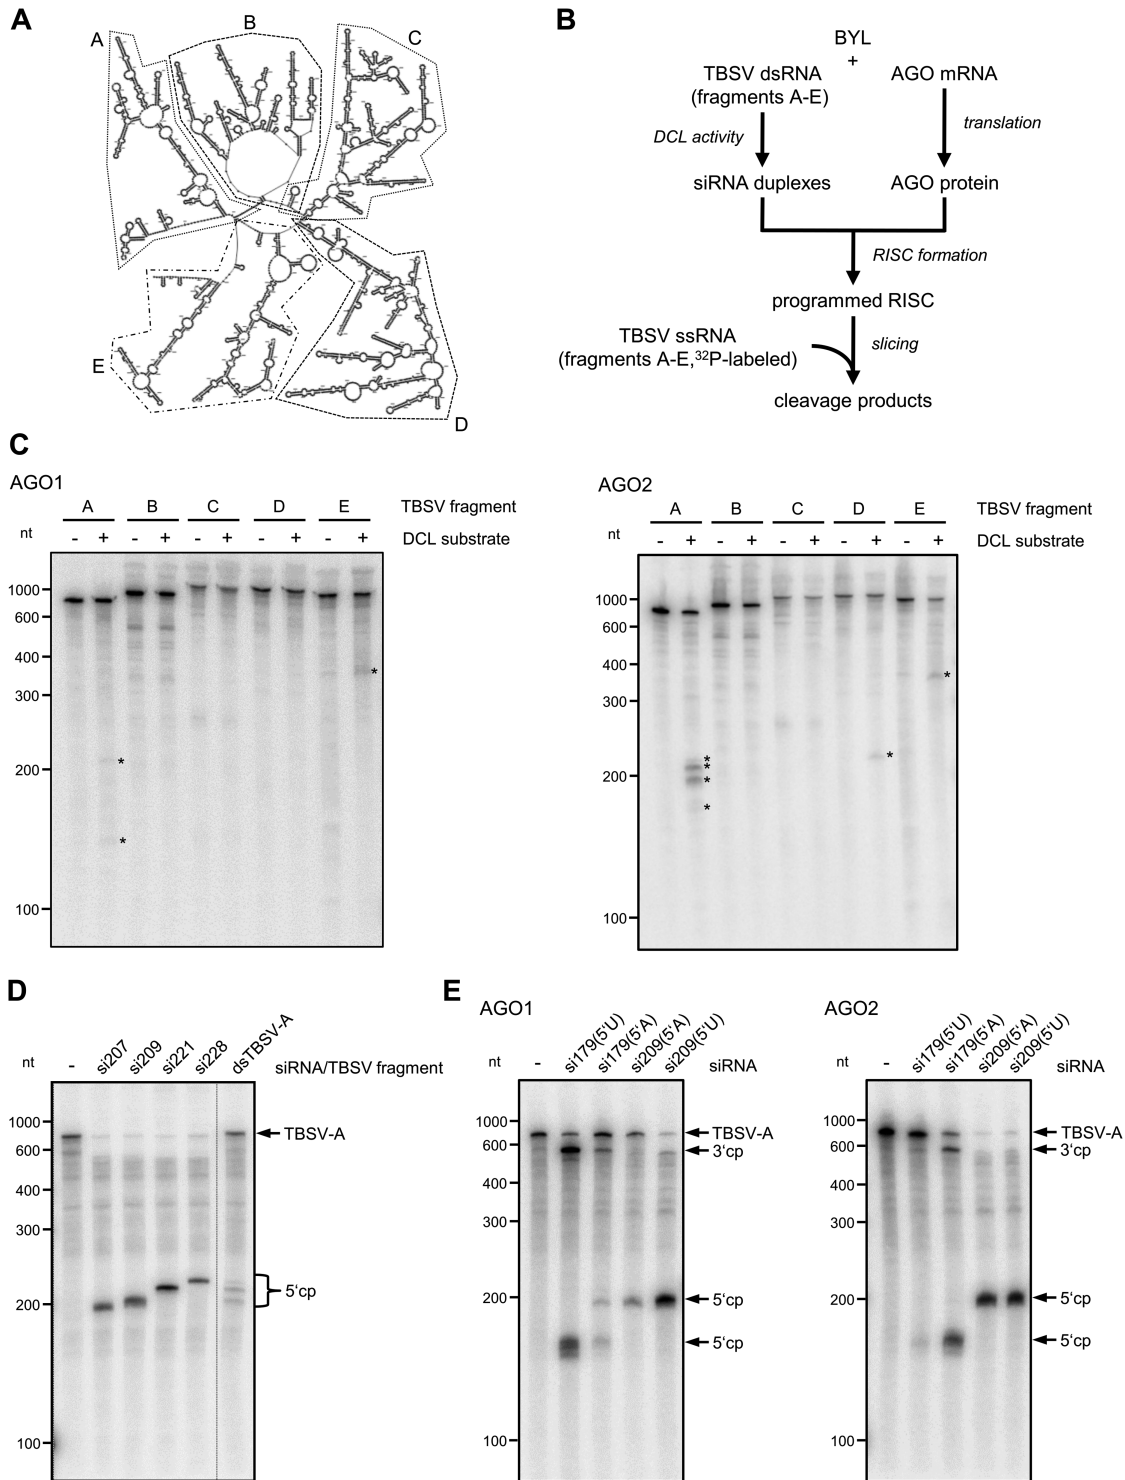 A
A
B
C
D
E
B
BYL
+
TBSV dsRNA
(fragments A-E)
AGO mRNA
DCL activity
translation
siRNA duplexes
AGO protein
RISC formation
programmed RISC
TBSV ssRNA
(fragments A-E,³²P-labeled)
slicing
cleavage products
C
AGO1
A B C D E TBSV fragment
nt
- + - + - + - + - + DCL substrate
1000
600
400
300
200
100
*
*
*
AGO2
A B C D E TBSV fragment
nt
- + - + - + - + - + DCL substrate
1000
600
400
300
200
100
*
*
*
*
*
*
D
nt
- si207 si209 si221 si228 dsTBSV-A siRNA/TBSV fragment
1000
600
400
300
200
100
TBSV-A
5'cp
E
AGO1
nt
- si179(5'U) si179(5'A) si209(5'A) si209(5'U) siRNA
1000
600
400
300
200
100
TBSV-A
3'cp
5'cp
5'cp
AGO2
nt
- si179(5'U) si179(5'A) si209(5'A) si209(5'U) siRNA
1000
600
400
300
200
100
TBSV-A
3'cp
5'cp
5'cp